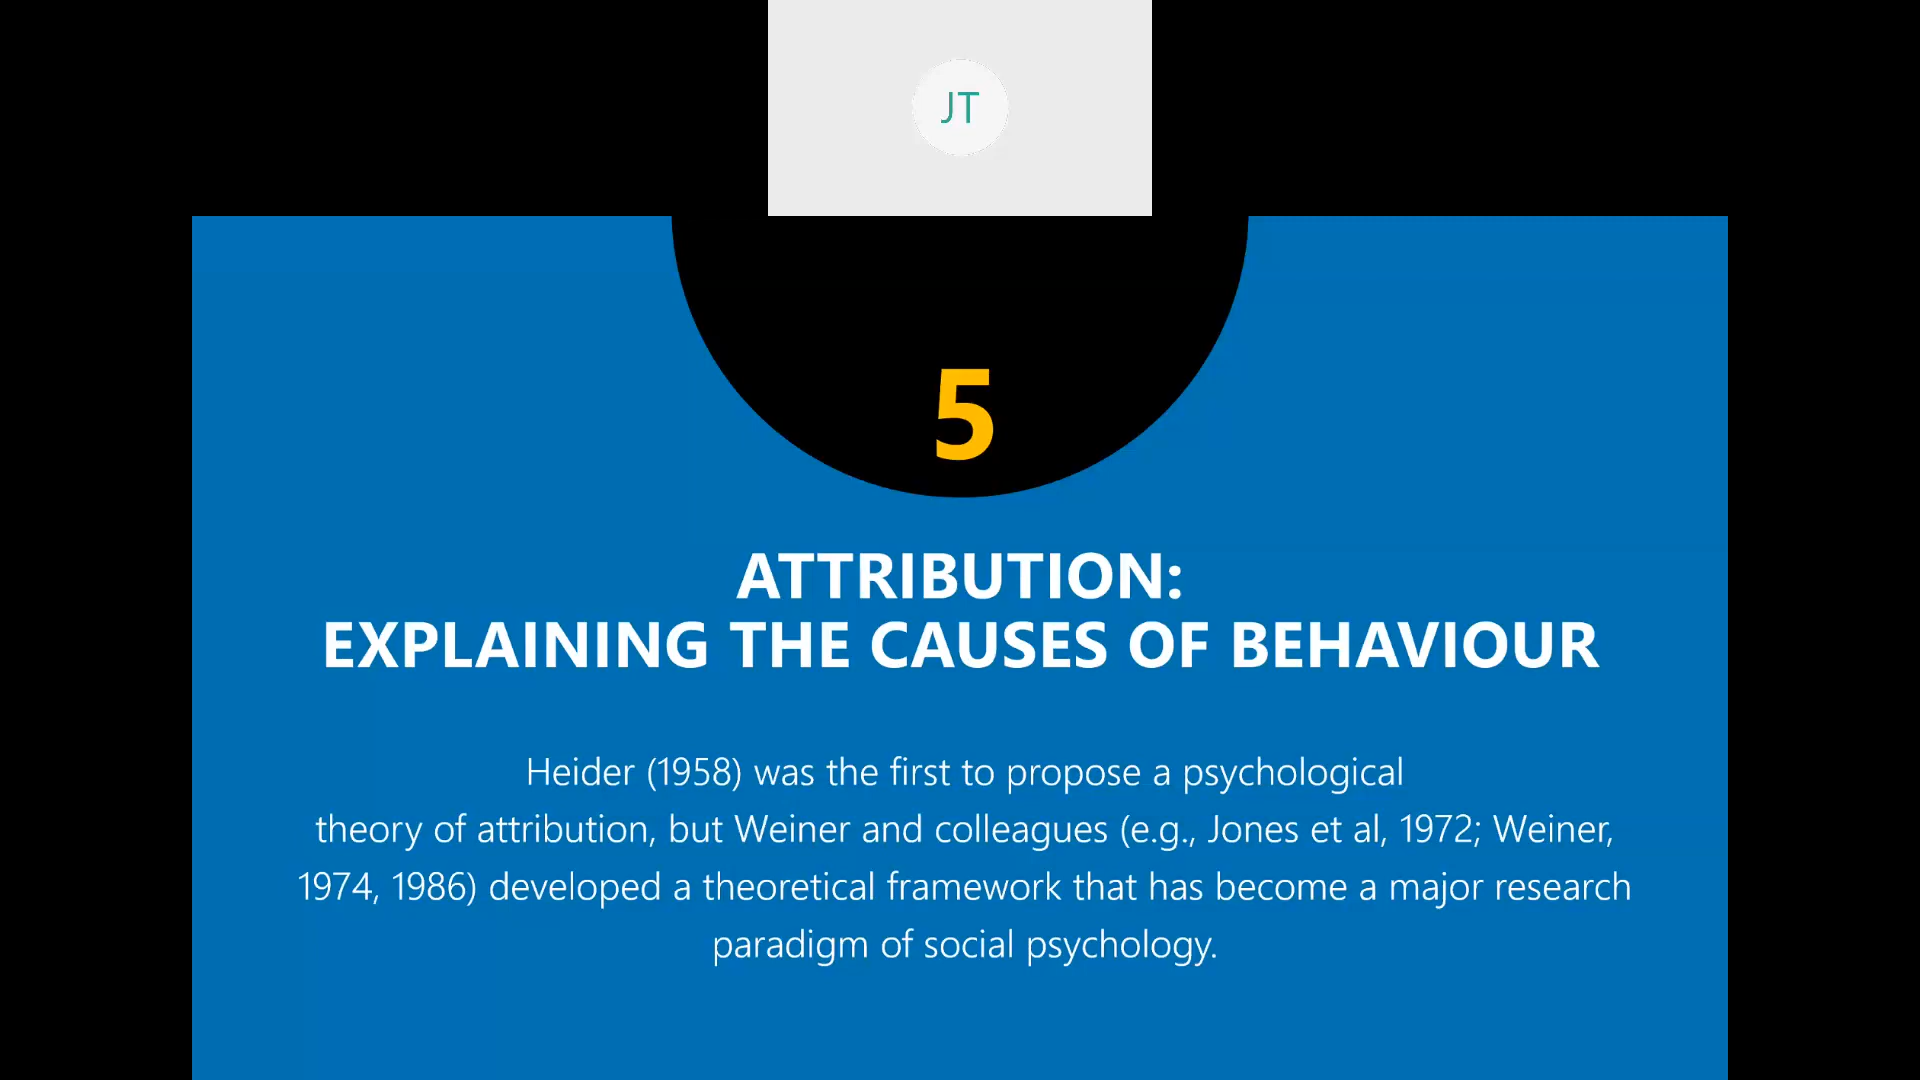 JT
5
ATTRIBUTION:
EXPLAINING THE CAUSES OF BEHAVIOUR
Heider (1958) was the first to propose a psychological
theory of attribution, but Weiner and colleagues (e.g., Jones et al, 1972; Weiner,
1974, 1986) developed a theoretical framework that has become a major research
paradigm of social psychology.